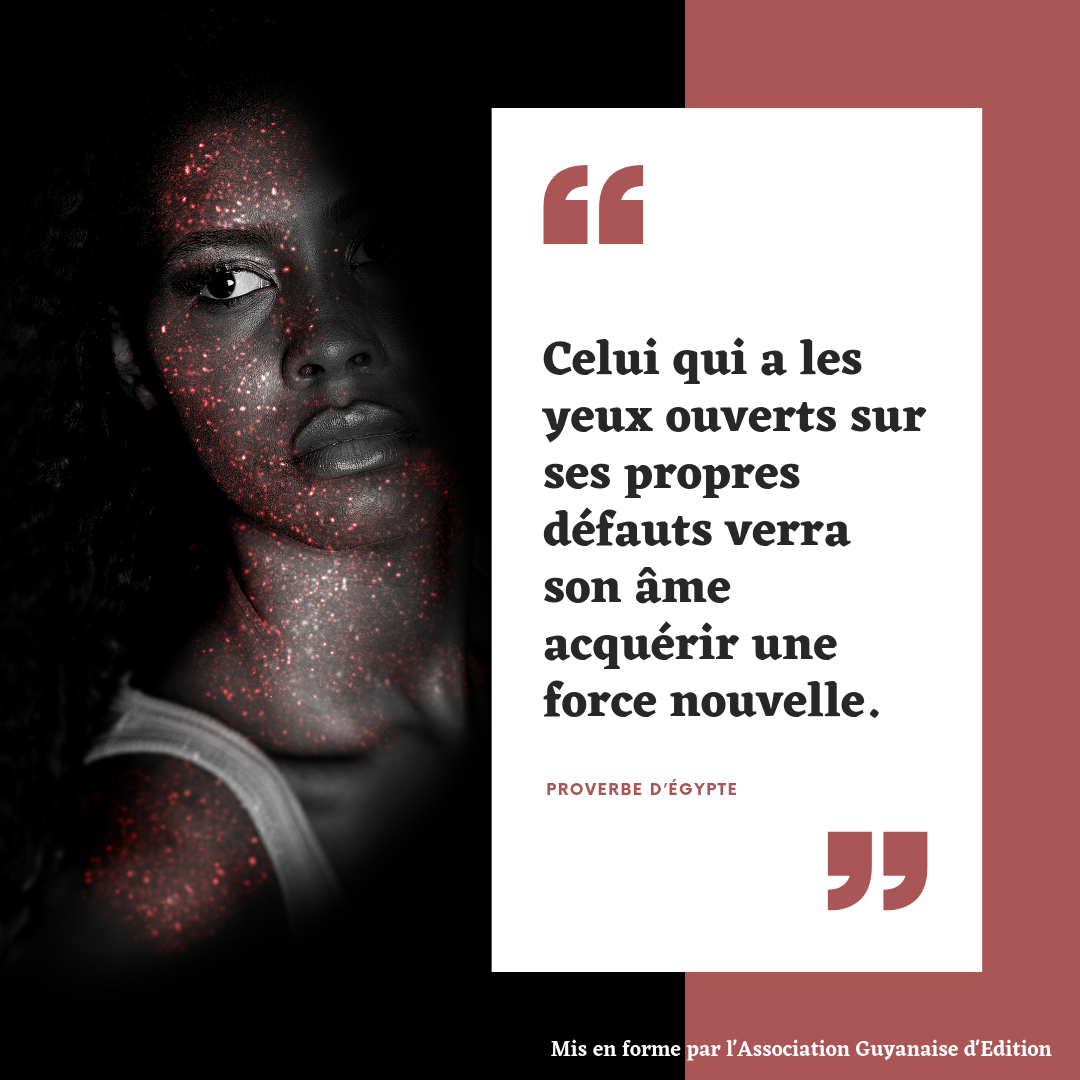 “
Celui qui a les
yeux ouverts sur
ses propres
défauts verra
son âme
acquérir une
force nouvelle.
PROVERBE D’ÉGYPTE
”
Mis en forme par l'Association Guyanaise d'Edition